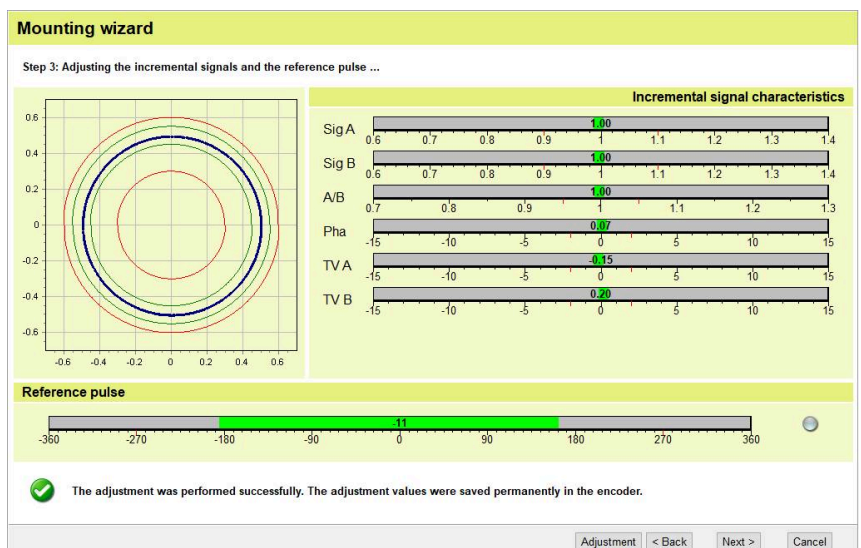 Mounting wizard
Step 3: Adjusting the incremental signals and the reference pulse ...
Incremental signal characteristics
0.6
0.4
0.2
0
-0.2
-0.4
-0.6
-0.6 -0.4 -0.2 0 0.2 0.4 0.6
Sig A 1.00
0.6 0.7 0.8 0.9 1 1.1 1.2 1.3 1.4
Sig B 1.00
0.6 0.7 0.8 0.9 1 1.1 1.2 1.3 1.4
A/B 1.00
0.7 0.8 0.9 1 1.1 1.2 1.3
Pha 0.07
-15 -10 -5 0 5 10 15
TV A -0.15
-15 -10 -5 0 5 10 15
TV B 0.20
-15 -10 -5 0 5 10 15
Reference pulse
-11
-360 -270 -180 -90 0 90 180 270 360
The adjustment was performed successfully. The adjustment values were saved permanently in the encoder.
Adjustment < Back Next > Cancel